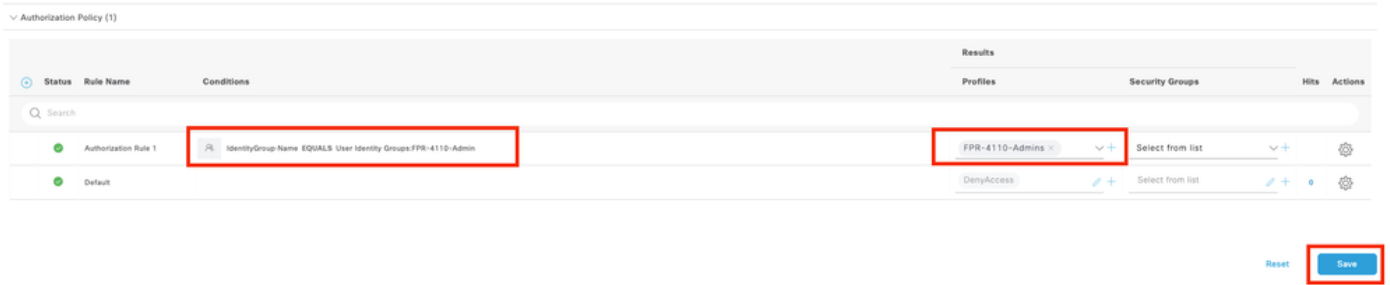 Authorization Policy (1)
Results
Status Rule Name Conditions Profiles Security Groups Hits Actions
Search
Authorization Rule 1 IdentityGroup-Name EQUALS User Identity Groups:FPR-4110-Admin FPR-4110-Admins × Select from list
Default DenyAccess Select from list 0
Reset Save